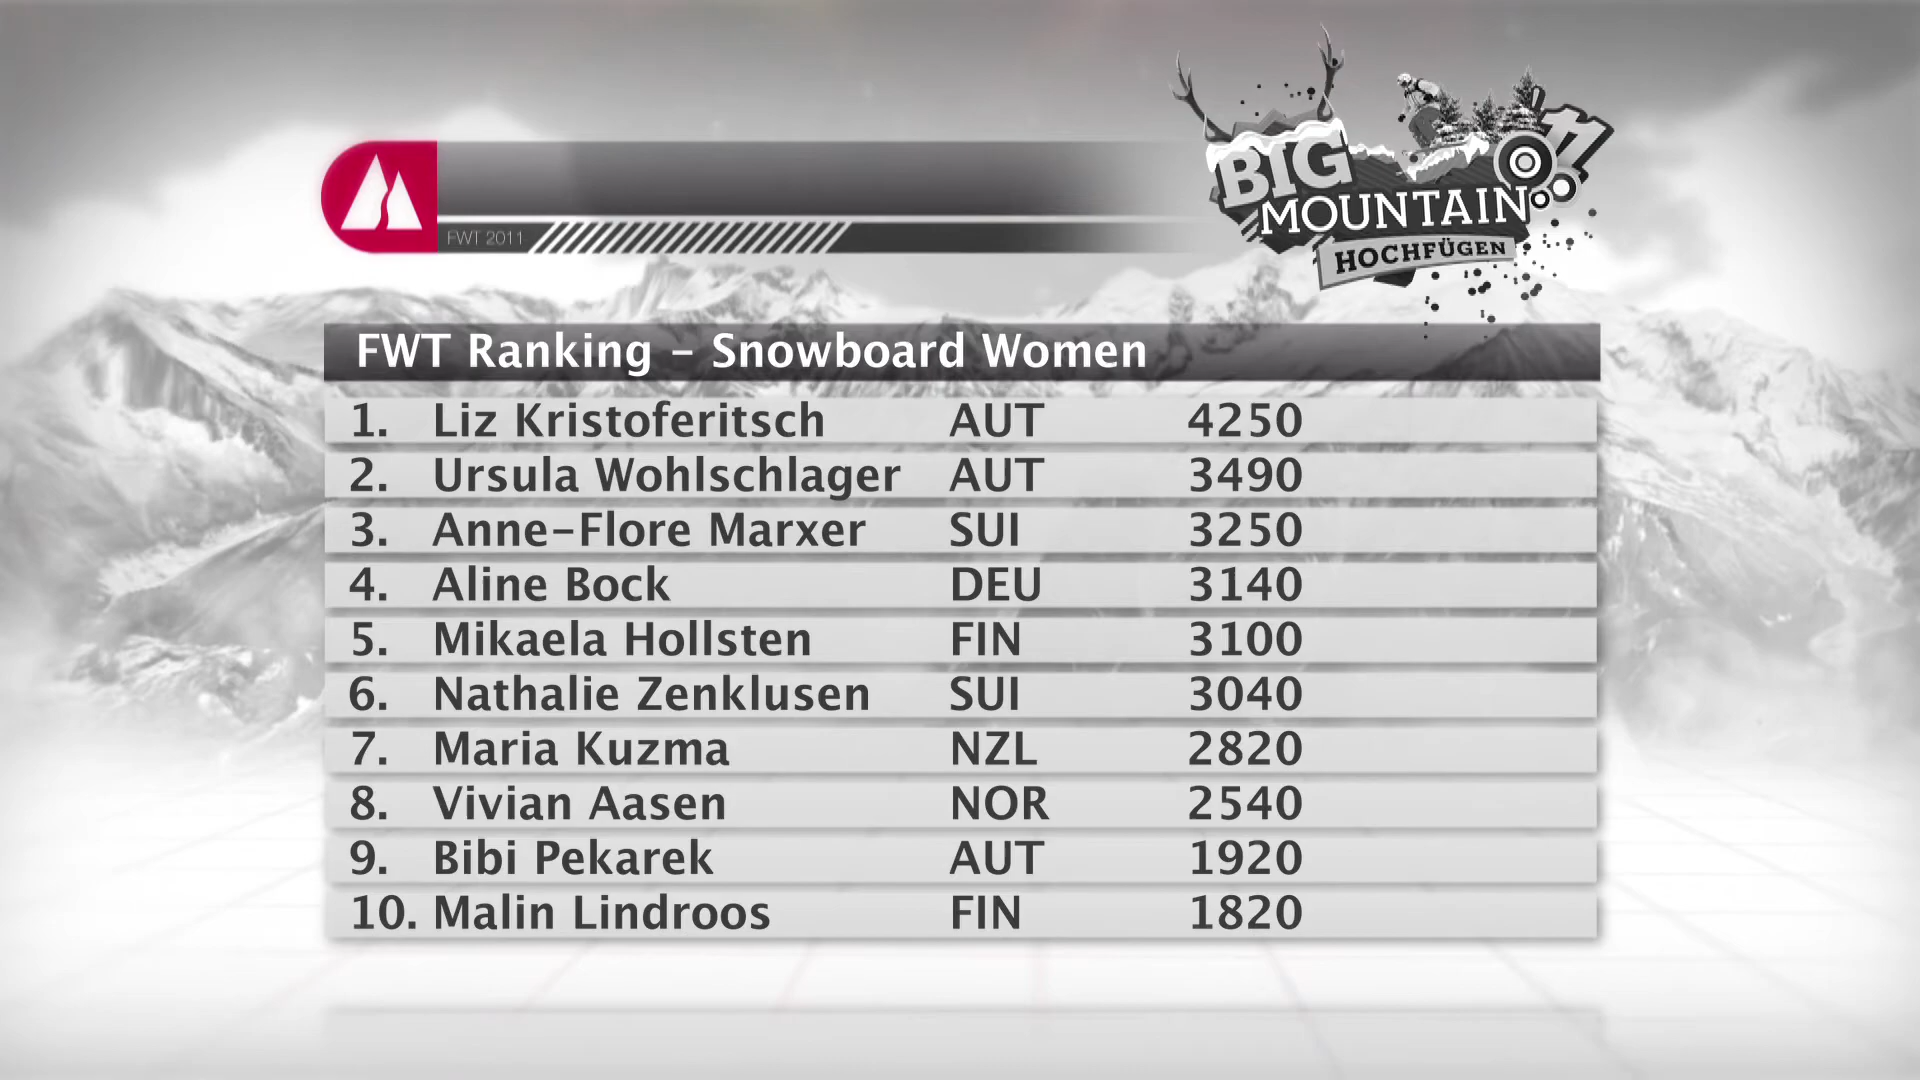 BIG
'11
MOUNTAIN
HOCHFÜGEN
FWT 2011
FWT Ranking - Snowboard Women
1. Liz Kristoferitsch AUT 4250
2. Ursula Wohlschlager AUT 3490
3. Anne-Flore Marxer SUI 3250
4. Aline Bock DEU 3140
5. Mikaela Hollsten FIN 3100
6. Nathalie Zenklusen SUI 3040
7. Maria Kuzma NZL 2820
8. Vivian Aasen NOR 2540
9. Bibi Pekarek AUT 1920
10. Malin Lindroos FIN 1820